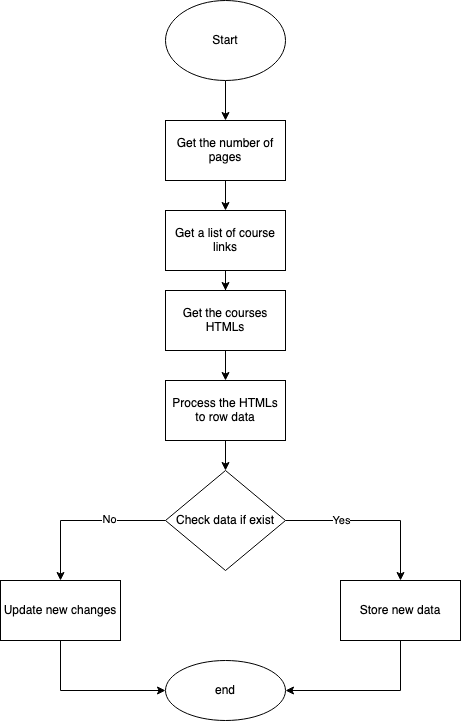 Start
Get the number of
pages
Get a list of course
links
Get the courses
HTMLs
Process the HTMLs
to row data
Check data if exist
No
Yes
Update new changes
Store new data
end